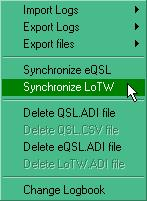 Import Logs
Export Logs
Export files
Synchronize eQSL
Synchronize LoTW
Delete QSL.ADI file
Delete QSL.CSV file
Delete eQSL.ADI file
Delete LoTW.ADI file
Change Logbook